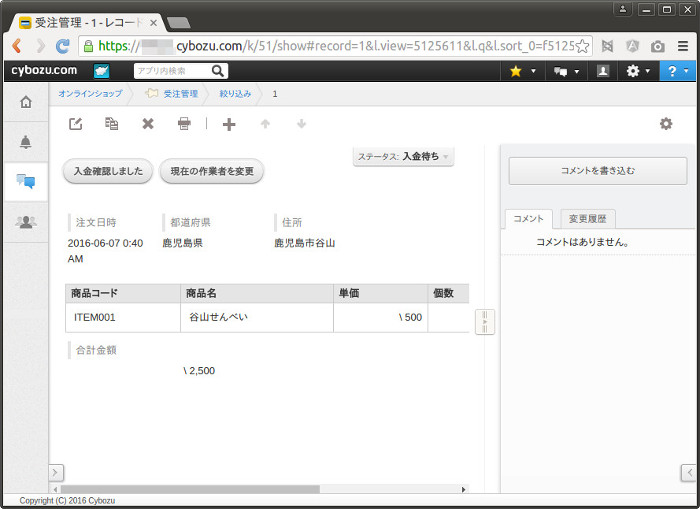 受注管理 - 1 - レコード
https:// .cybozu.com/k/51/show#record=1&l.view=5125611&l.q&l.sort_0=f5125
cybozu.com アプリ内検索 ?
オンラインショップ 受注管理 絞り込み 1
ステータス: 入金待ち
入金確認しました 現在の作業者を変更
コメントを書き込む
コメント 変更履歴
コメントはありません。
注文日時 都道府県 住所
2016-06-07 0:40 鹿児島県 鹿児島市谷山
AM
商品コード 商品名 単価 個数
ITEM001 谷山せんべい \ 500
合計金額
\ 2,500
Copyright (C) 2016 Cybozu